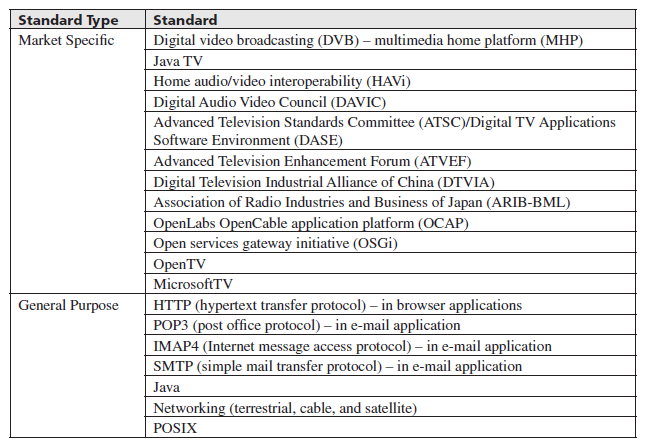 Standard Type Standard
Market Specific Digital video broadcasting (DVB) – multimedia home platform (MHP)
Java TV
Home audio/video interoperability (HAVi)
Digital Audio Video Council (DAVIC)
Advanced Television Standards Committee (ATSC)/Digital TV Applications
Software Environment (DASE)
Advanced Television Enhancement Forum (ATVEF)
Digital Television Industrial Alliance of China (DTVIA)
Association of Radio Industries and Business of Japan (ARIB-BML)
OpenLabs OpenCable application platform (OCAP)
Open services gateway initiative (OSGi)
OpenTV
MicrosoftTV
General Purpose HTTP (hypertext transfer protocol) – in browser applications
POP3 (post office protocol) – in e-mail application
IMAP4 (Internet message access protocol) – in e-mail application
SMTP (simple mail transfer protocol) – in e-mail application
Java
Networking (terrestrial, cable, and satellite)
POSIX